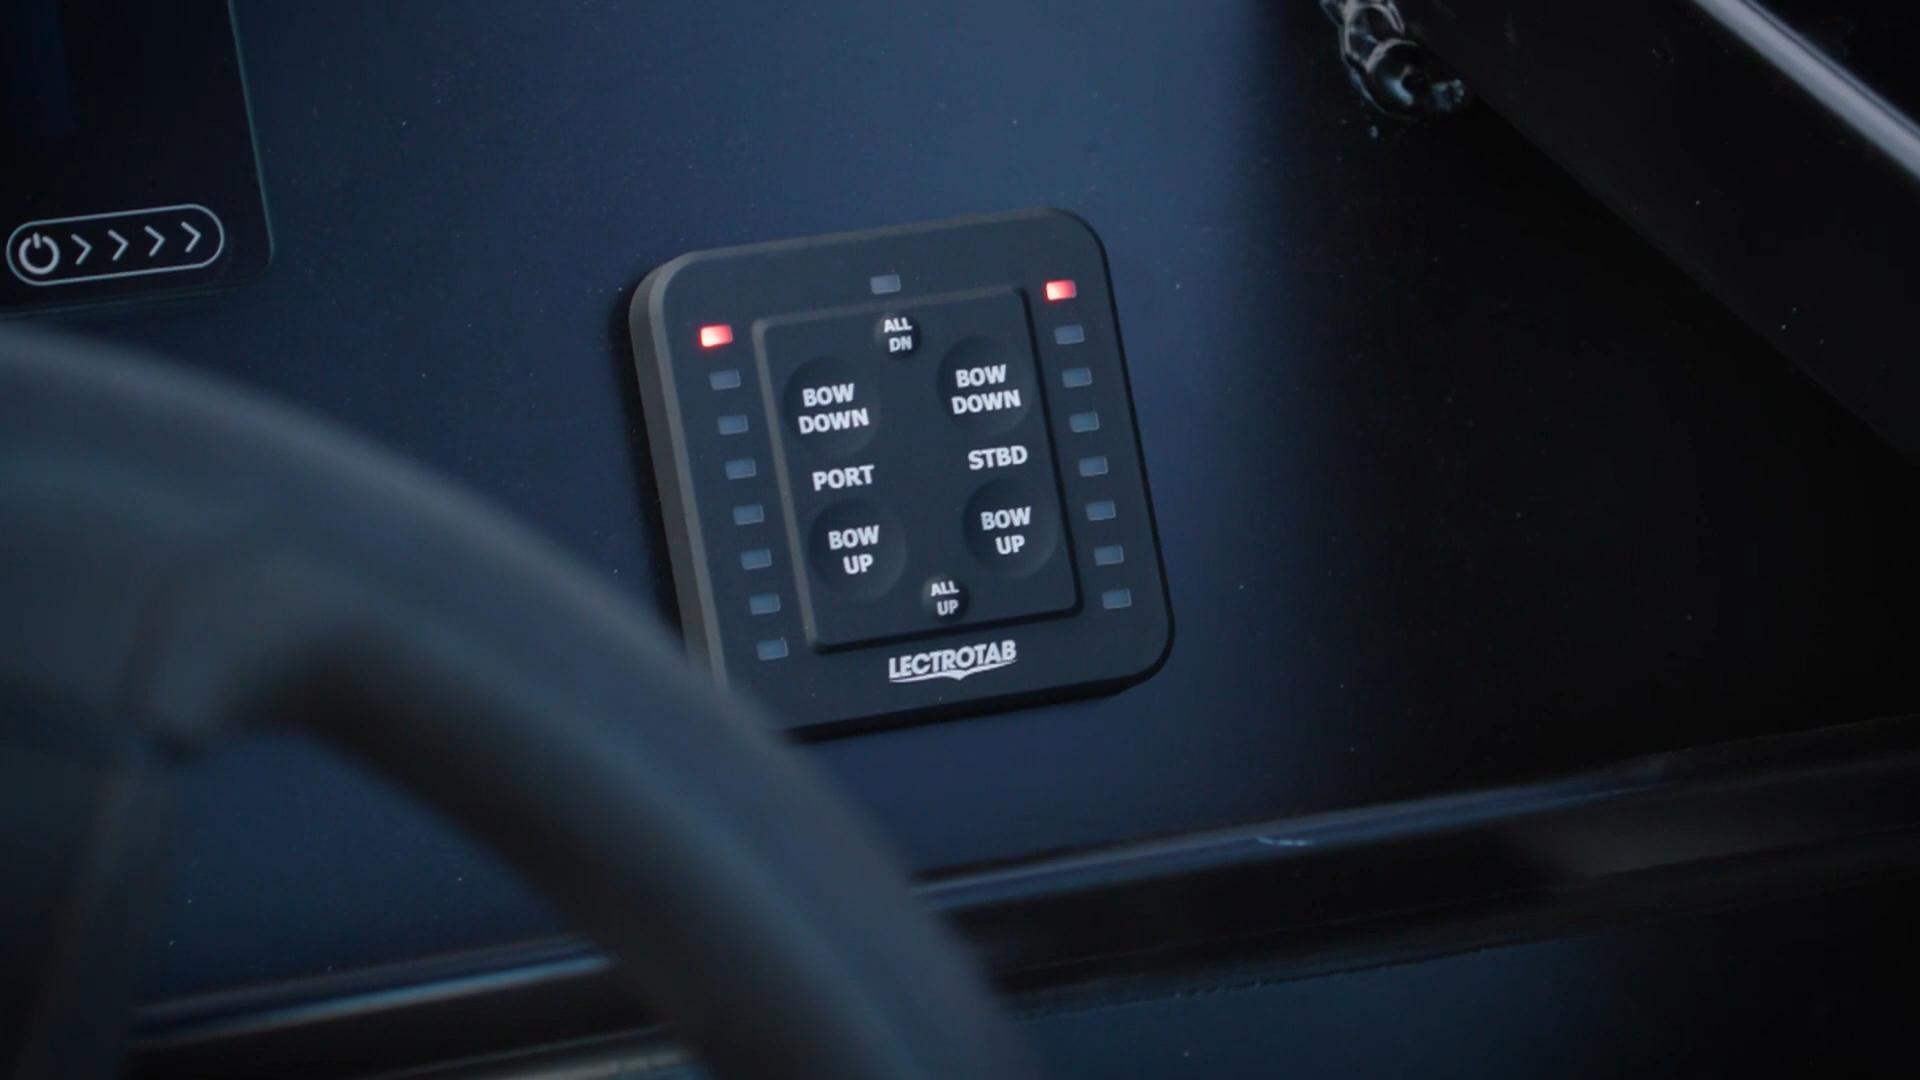 ALL
DN
BOW
DOWN
BOW
DOWN
PORT
STBD
BOW
UP
BOW
UP
ALL
UP
LECTROTAB